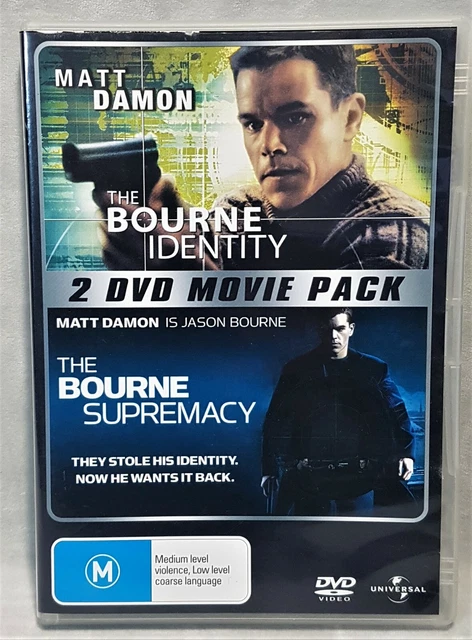 MATT
DAMON
THE
BOURNE
IDENTITY
2 DVD MOVIE PACK
MATT DAMON IS JASON BOURNE
THE
BOURNE
SUPREMACY
THEY STOLE HIS IDENTITY.
NOW HE WANTS IT BACK.
M
Medium level
violence, Low level
coarse language
DVD
VIDEO
UNIVERSAL